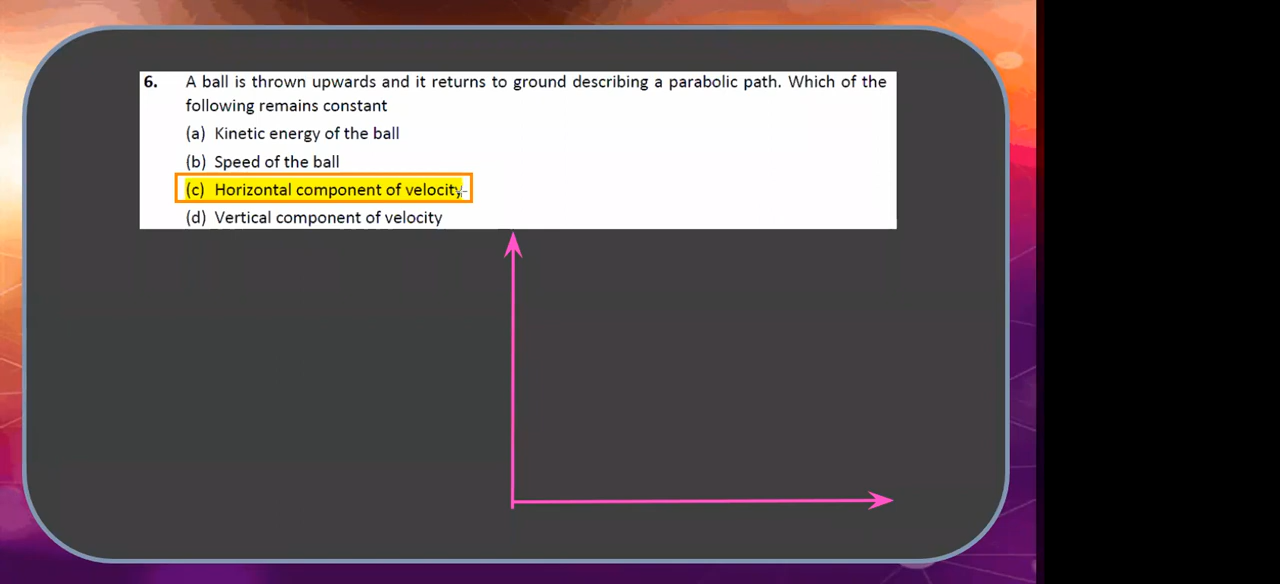 6. A ball is thrown upwards and it returns to ground describing a parabolic path. Which of the
following remains constant
(a) Kinetic energy of the ball
(b) Speed of the ball
(c) Horizontal component of velocity
(d) Vertical component of velocity